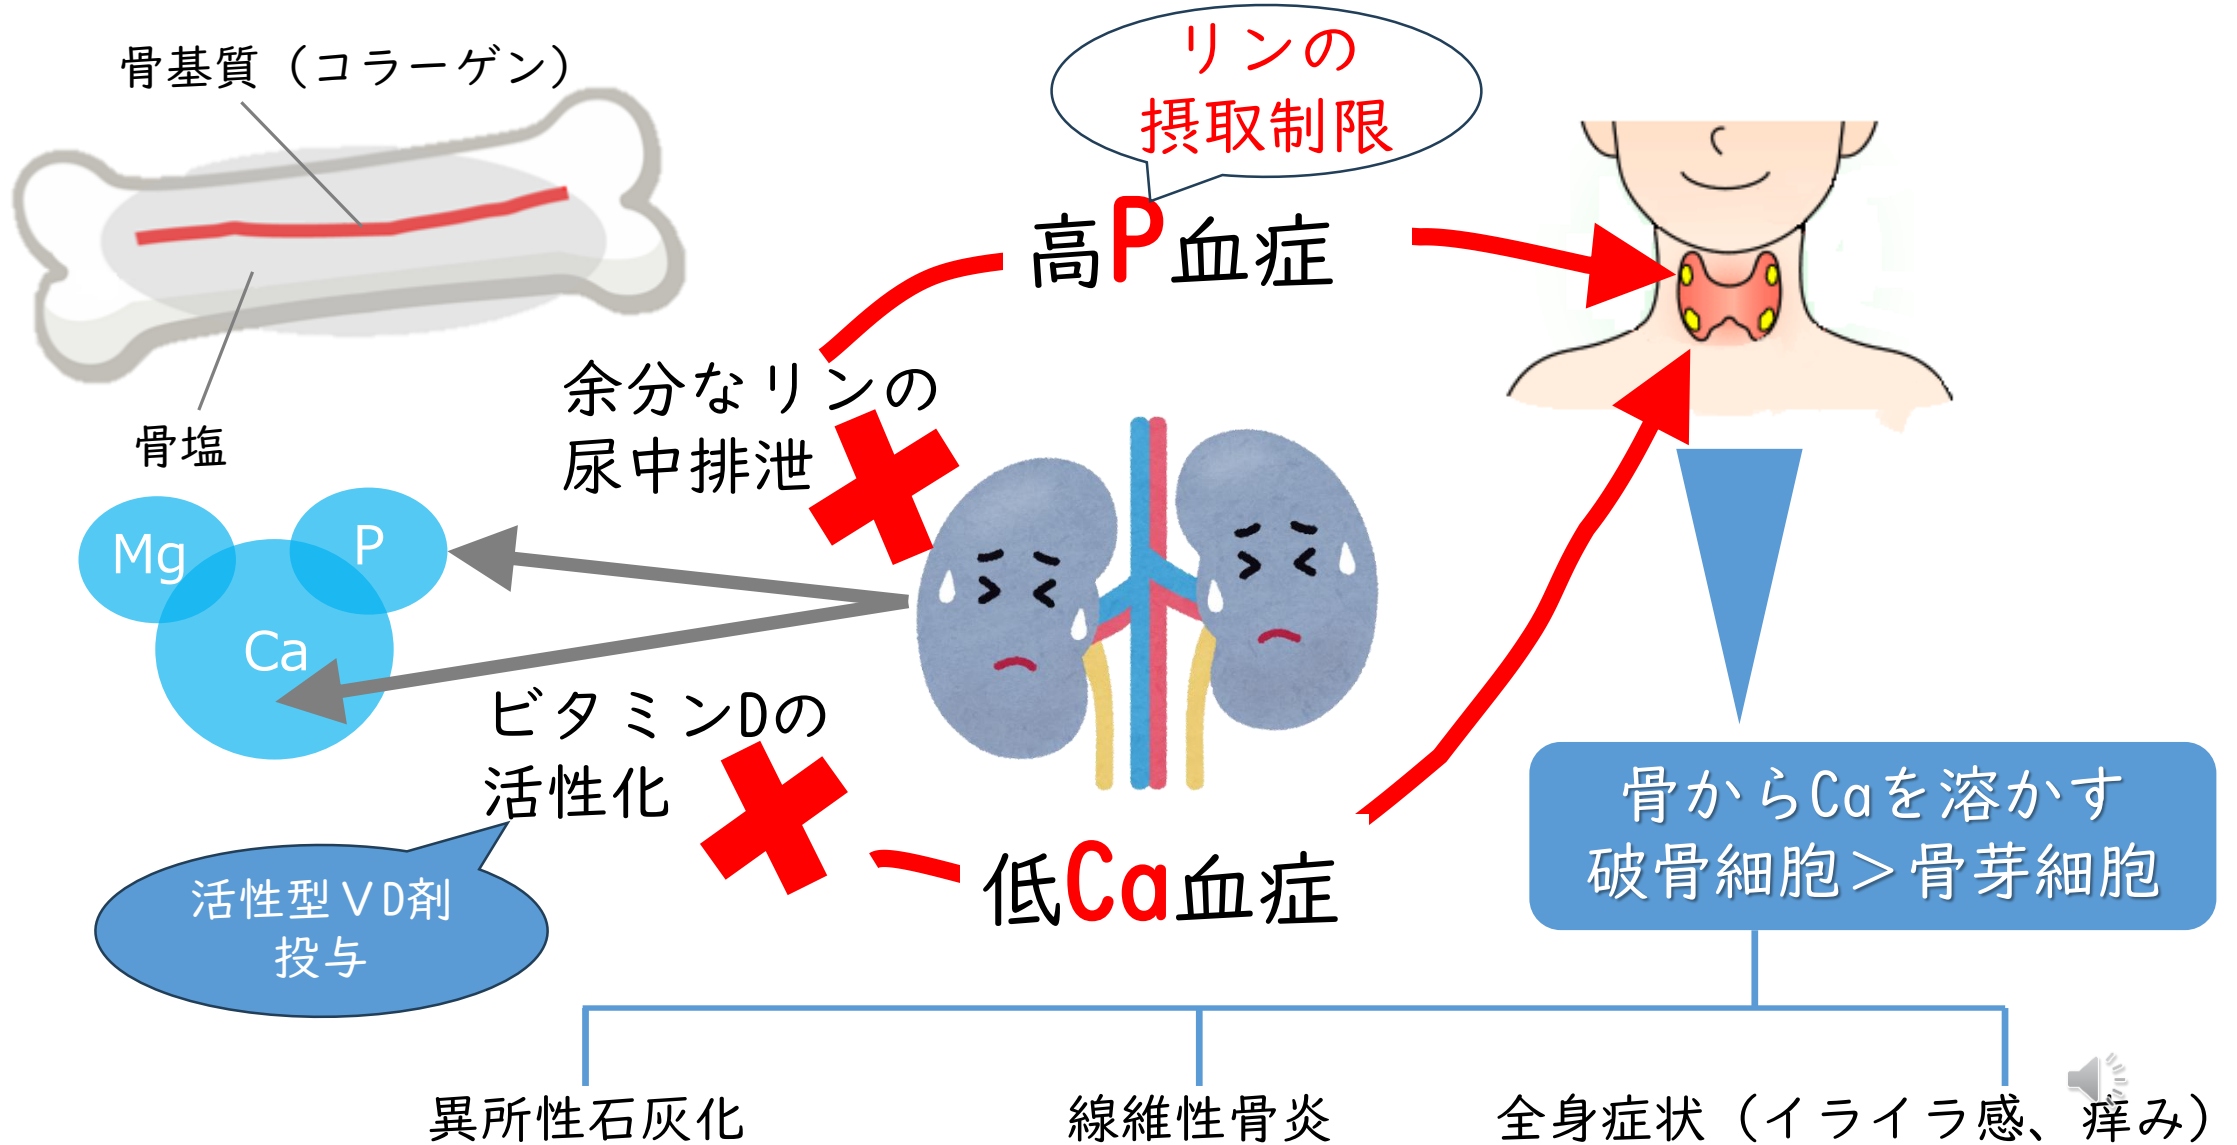 骨基質（コラーゲン）
骨塩
Mg
P
Ca
リンの
摂取制限
高P血症
余分なリンの
尿中排泄
ビタミンDの
活性化
活性型ＶD剤
投与
低Ca血症
骨からCaを溶かす
破骨細胞＞骨芽細胞
異所性石灰化
線維性骨炎
全身症状（イライラ感、痒み）